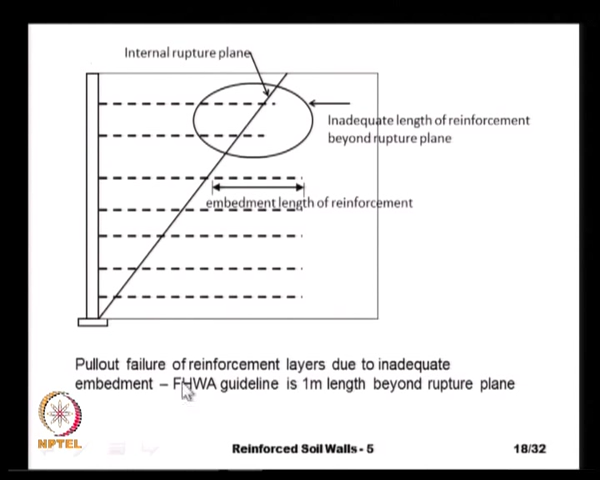 Internal rupture plane
Inadequate length of reinforcement
beyond rupture plane
embedment length of reinforcement
Pullout failure of reinforcement layers due to inadequate
embedment – FHWA guideline is 1m length beyond rupture plane
NPTEL
Reinforced Soil Walls - 5
18/32